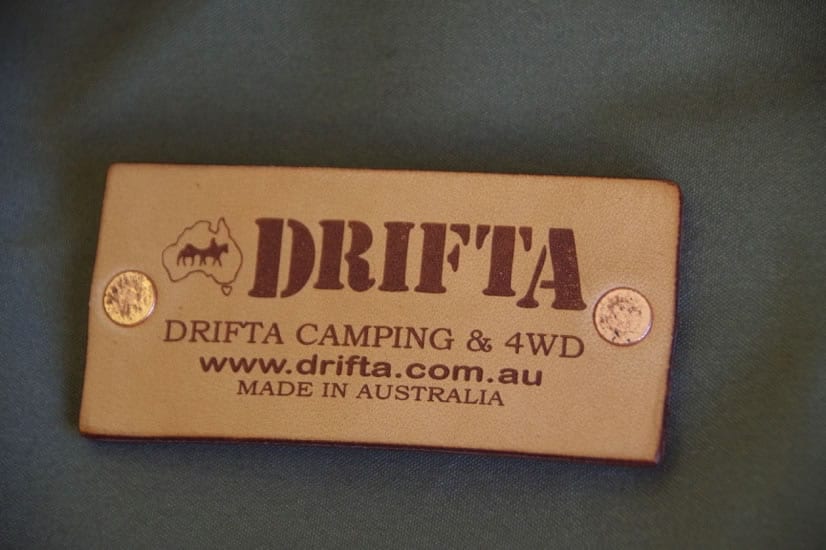 DRIFTA
DRIFTA CAMPING & 4WD
www.drifta.com.au
MADE IN AUSTRALIA